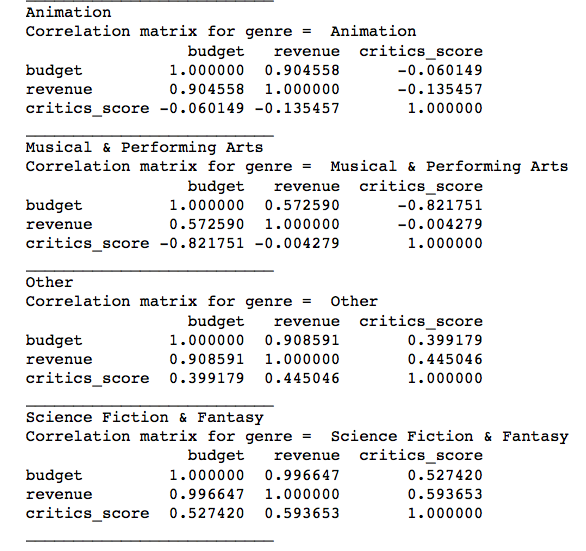 Animation
Correlation matrix for genre =  Animation
                 budget   revenue  critics_score
budget         1.000000  0.904558      -0.060149
revenue        0.904558  1.000000      -0.135457
critics_score -0.060149 -0.135457       1.000000
__________________________
Musical & Performing Arts
Correlation matrix for genre =  Musical & Performing Arts
                 budget   revenue  critics_score
budget         1.000000  0.572590      -0.821751
revenue        0.572590  1.000000      -0.004279
critics_score -0.821751 -0.004279       1.000000
__________________________
Other
Correlation matrix for genre =  Other
                 budget   revenue  critics_score
budget         1.000000  0.908591       0.399179
revenue        0.908591  1.000000       0.445046
critics_score  0.399179  0.445046       1.000000
__________________________
Science Fiction & Fantasy
Correlation matrix for genre =  Science Fiction & Fantasy
                 budget   revenue  critics_score
budget         1.000000  0.996647       0.527420
revenue        0.996647  1.000000       0.593653
critics_score  0.527420  0.593653       1.000000
__________________________